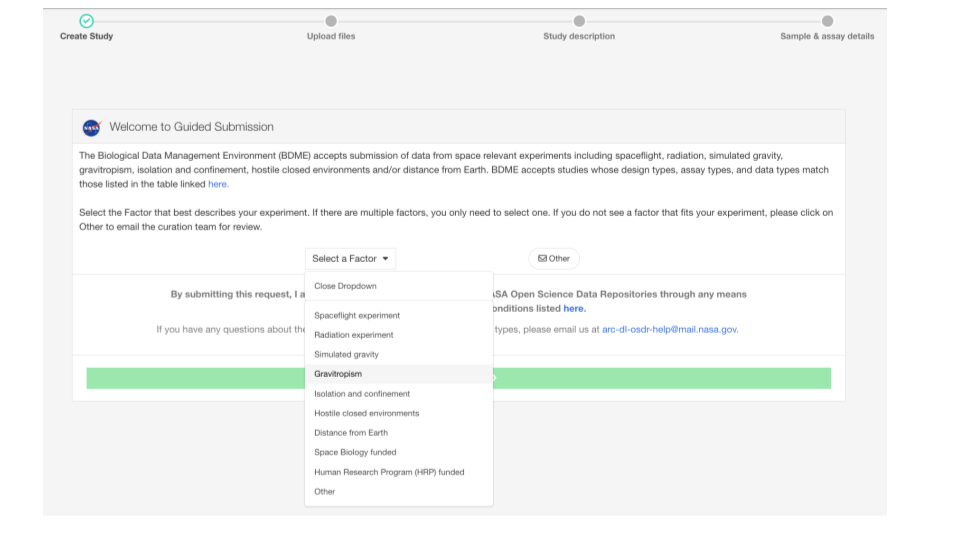 Create Study
Upload files
Study description
Sample & assay details
NASA
Welcome to Guided Submission
The Biological Data Management Environment (BDME) accepts submission of data from space relevant experiments including spaceflight, radiation, simulated gravity,
gravitropism, isolation and confinement, hostile closed environments and/or distance from Earth. BDME accepts studies whose design types, assay types, and data types match
those listed in the table linked here.
Select the Factor that best describes your experiment. If there are multiple factors, you only need to select one. If you do not see a factor that fits your experiment, please click on
Other to email the curation team for review.
Select a Factor
Other
Close Dropdown
By submitting this request, I a
Open Science Data Repositories through any means
listed here.
Spaceflight experiment
If you have any questions about the
types, please email us at arc-dl-osdr-help@mail.nasa.gov.
Radiation experiment
Simulated gravity
Gravitropism
Isolation and confinement
Hostile closed environments
Distance from Earth
Space Biology funded
Human Research Program (HRP) funded
Other